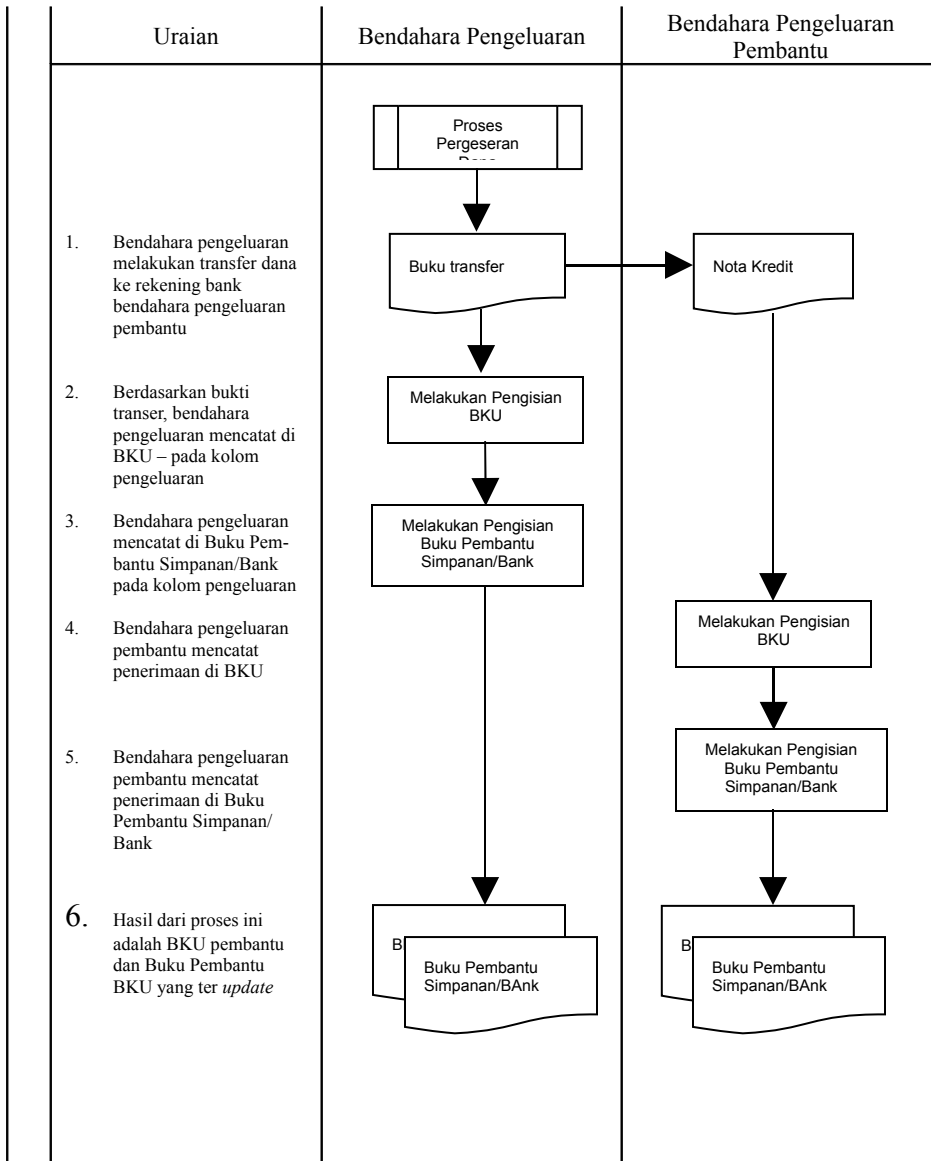 Uraian
Bendahara Pengeluaran
Bendahara Pengeluaran
Pembantu
Proses
Pergeseran
1. Bendahara pengeluaran
melakukan transfer dana
ke rekening bank
bendahara pengeluaran
pembantu
Buku transfer
Nota Kredit
2. Berdasarkan bukti
transer, bendahara
pengeluaran mencatat di
BKU – pada kolom
pengeluaran
Melakukan Pengisian
BKU
3. Bendahara pengeluaran
mencatat di Buku Pem-
bantu Simpanan/Bank
pada kolom pengeluaran
Melakukan Pengisian
Buku Pembantu
Simpanan/Bank
4. Bendahara pengeluaran
pembantu mencatat
penerimaan di BKU
Melakukan Pengisian
BKU
5. Bendahara pengeluaran
pembantu mencatat
penerimaan di Buku
Pembantu Simpanan/
Bank
Melakukan Pengisian
Buku Pembantu
Simpanan/Bank
6. Hasil dari proses ini
adalah BKU pembantu
dan Buku Pembantu
BKU yang ter update
B
Buku Pembantu
Simpanan/BAnk
B
Buku Pembantu
Simpanan/BAnk